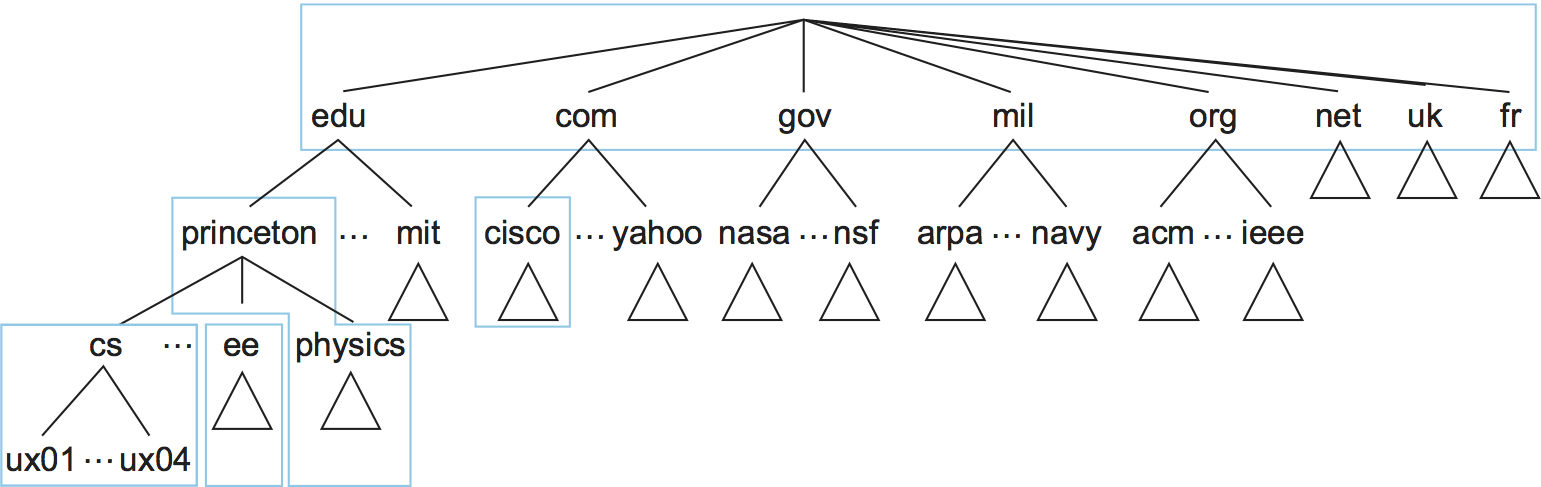 edu com gov mil org net uk fr
princeton ... mit cisco ... yahoo nasa ... nsf arpa ... navy acm ... ieee
cs ... ee physics
ux01 ... ux04